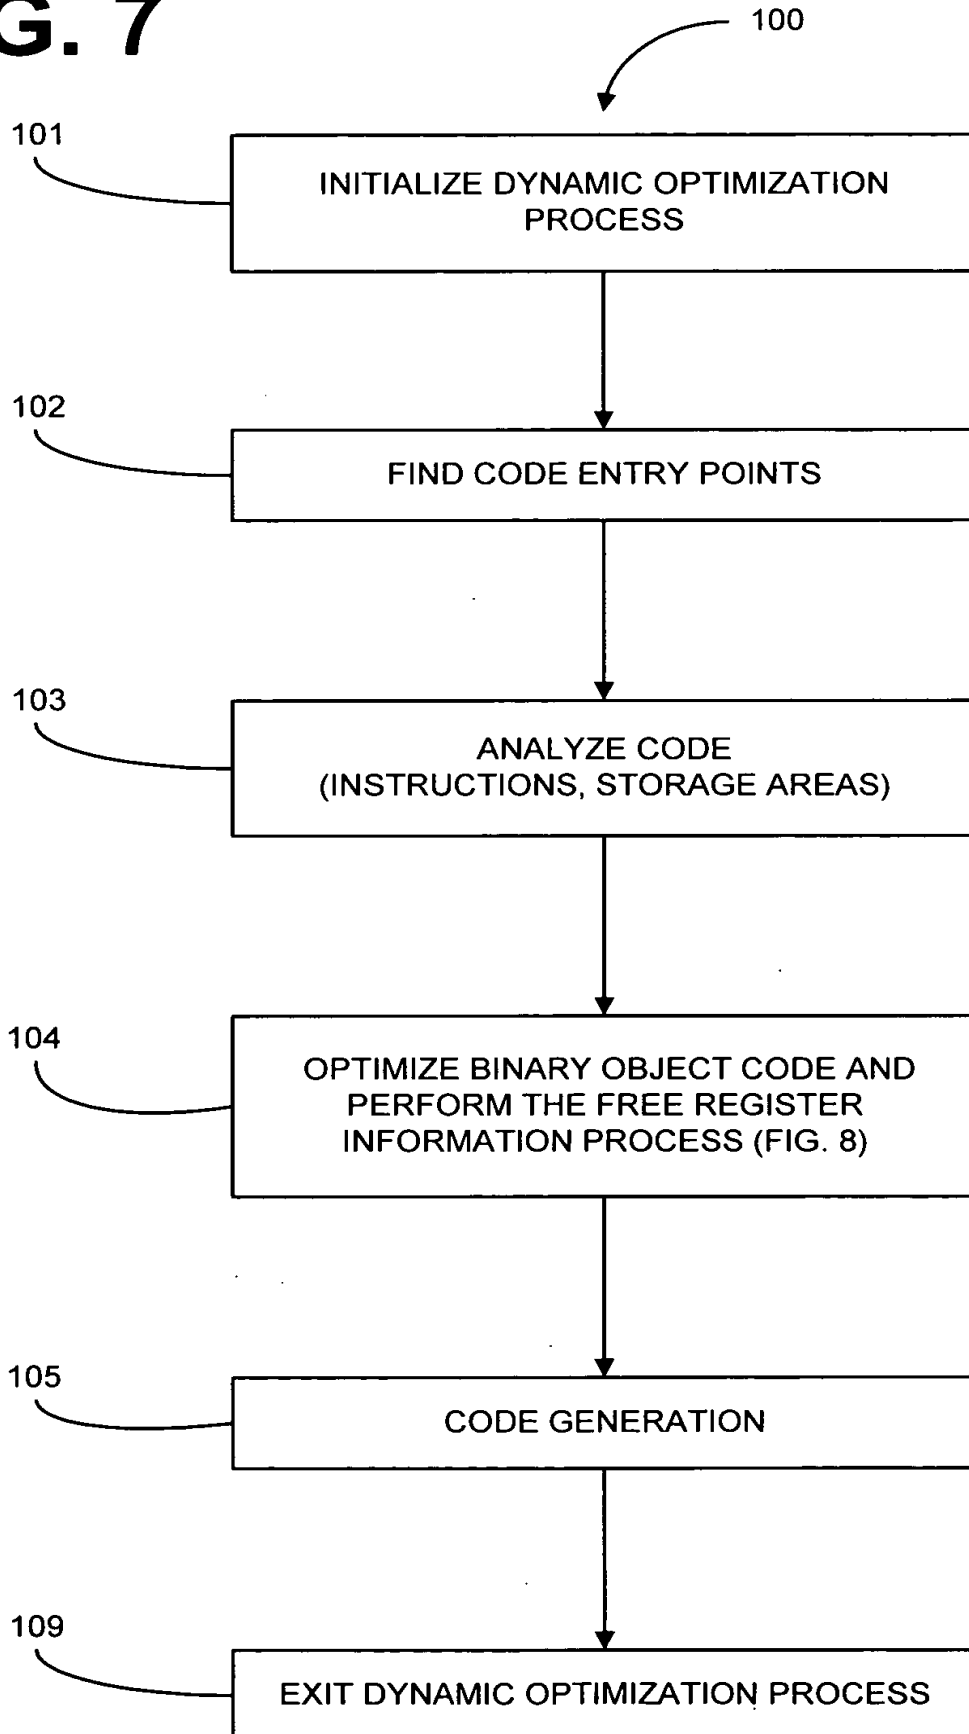 G. 7
100
101
INITIALIZE DYNAMIC OPTIMIZATION
PROCESS
102
FIND CODE ENTRY POINTS
103
ANALYZE CODE
(INSTRUCTIONS, STORAGE AREAS)
104
OPTIMIZE BINARY OBJECT CODE AND
PERFORM THE FREE REGISTER
INFORMATION PROCESS (FIG. 8)
105
CODE GENERATION
109
EXIT DYNAMIC OPTIMIZATION PROCESS